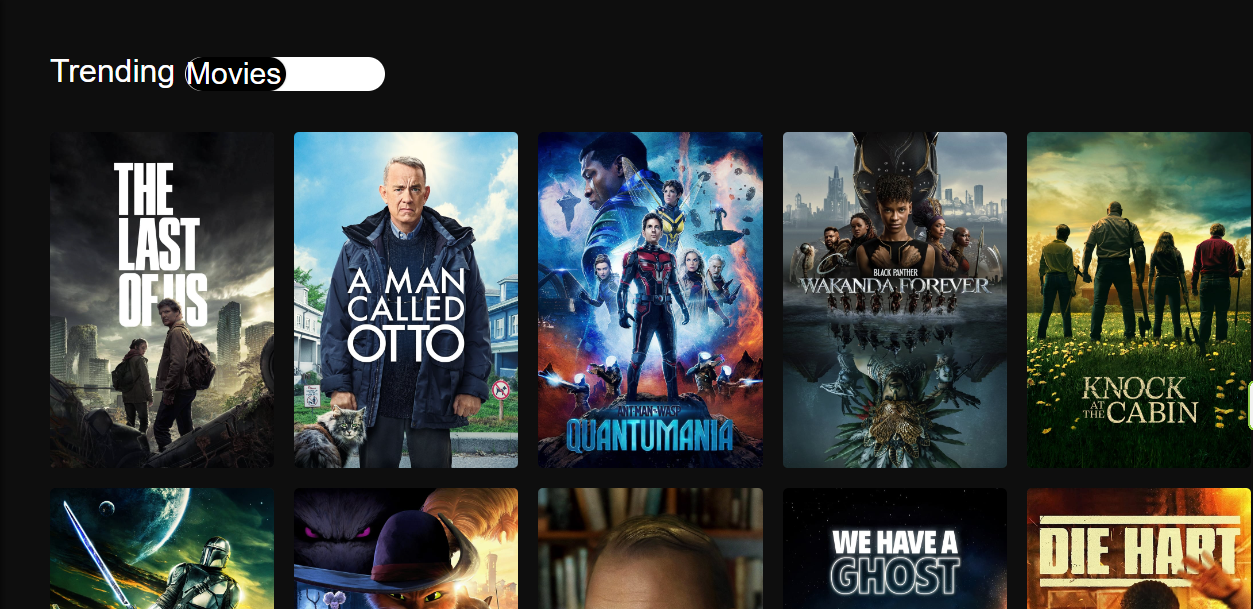 Trending Movies
THE
LAST
OF US
A MAN
CALLED
OTTO
ANT-MAN AND THE WASP
QUANTUMANIA
BLACK PANTHER
WAKANDA FOREVER
KNOCK
AT THE CABIN
WE HAVE A
GHOST
DIE HART